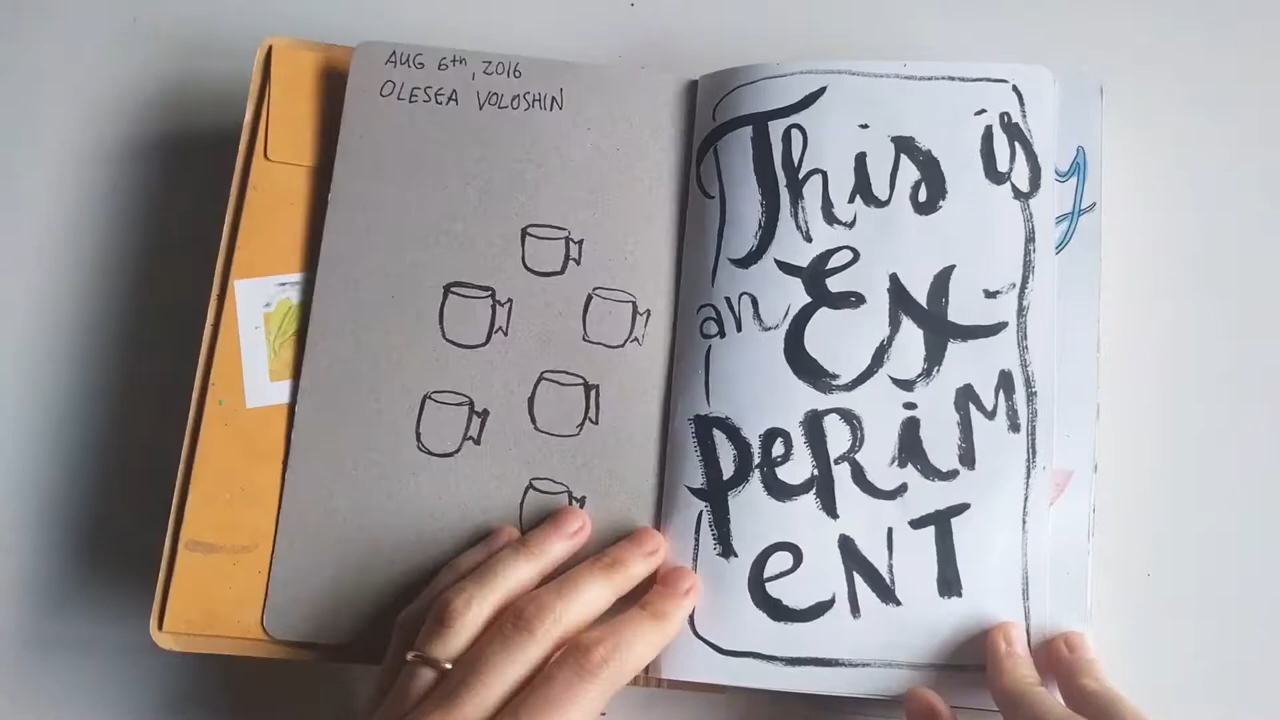 AUG 6th, 2016
OLESEA VOLOSHIN
This is
an Ex-
PeRiM
eNT
y